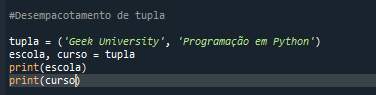 #Desempacotamento de tupla
tupla = ('Geek University', 'Programação em Python')
escola, curso = tupla
print(escola)
print(curso)